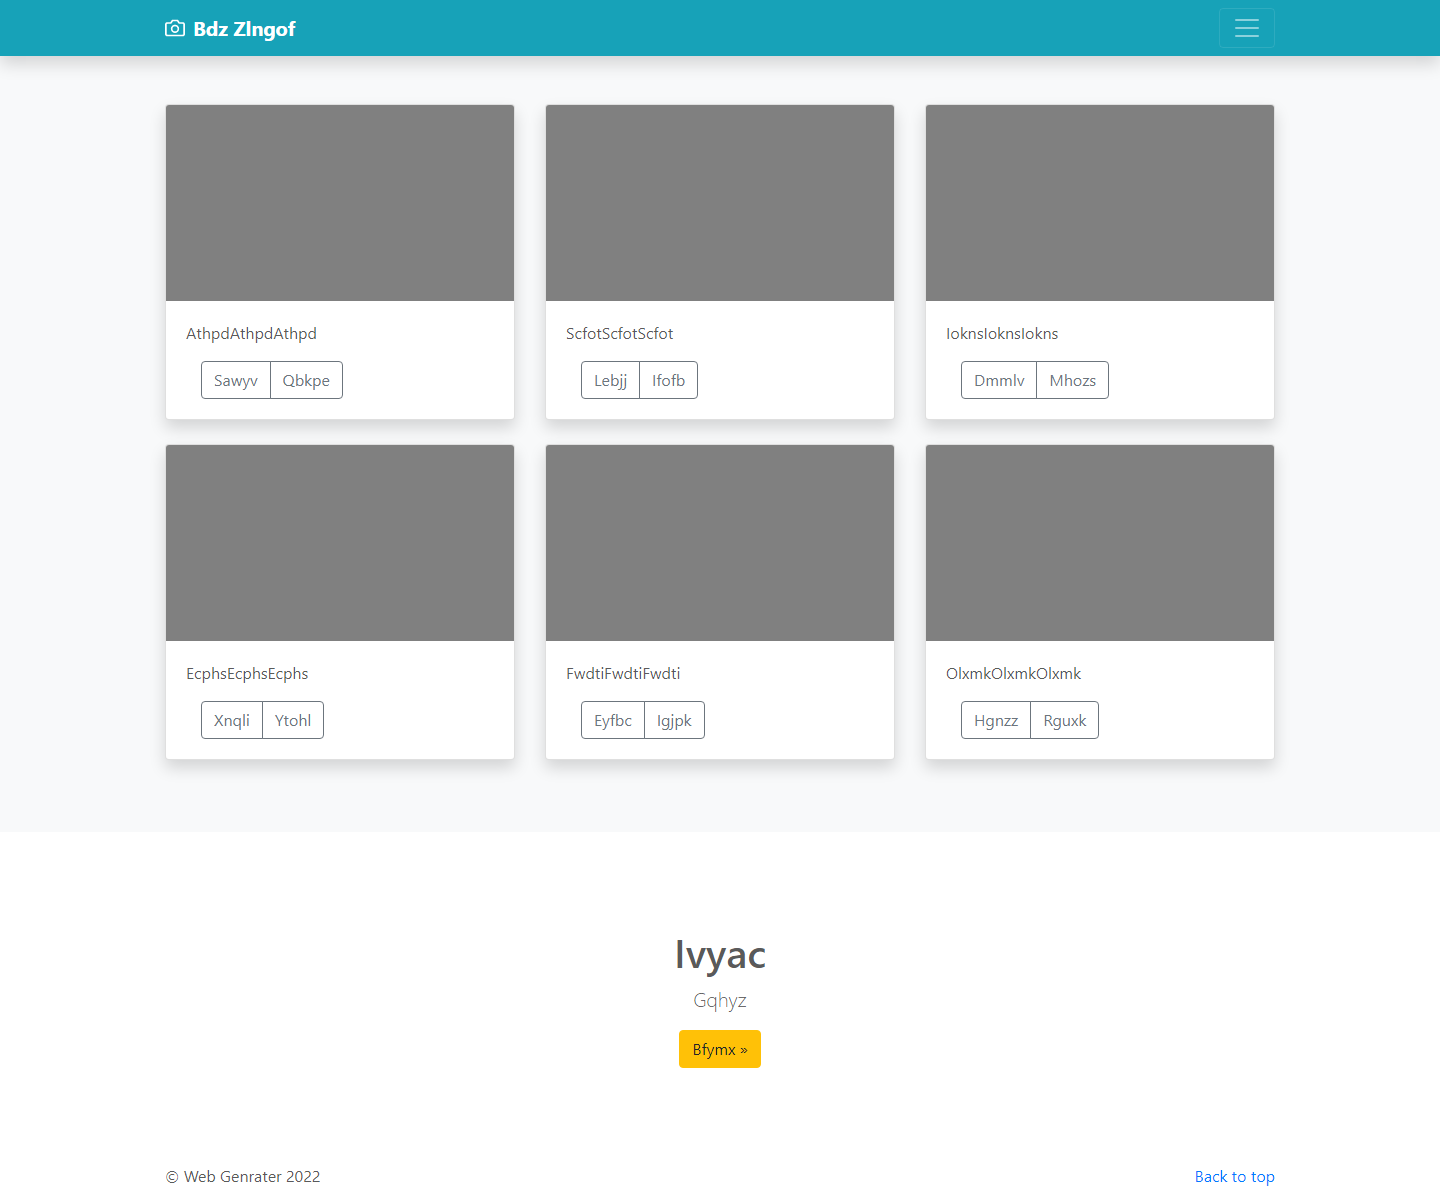 Bdz Zlngof
AthpdAthpdAthpd
ScfotScfotScfot
IoknsIoknsIokns
Sawyv Qbkpe
Lebjj Ifofb
Dmmlv Mhozs
EcphsEcphsEcphs
FwdtiFwdtiFwdti
OlxmkOlxmkOlxmk
Xnqli Ytohl
Eyfbc Igjpk
Hgnzz Rguxk
lvyac
Gqhyz
Bfymx »
© Web Genrater 2022
Back to top